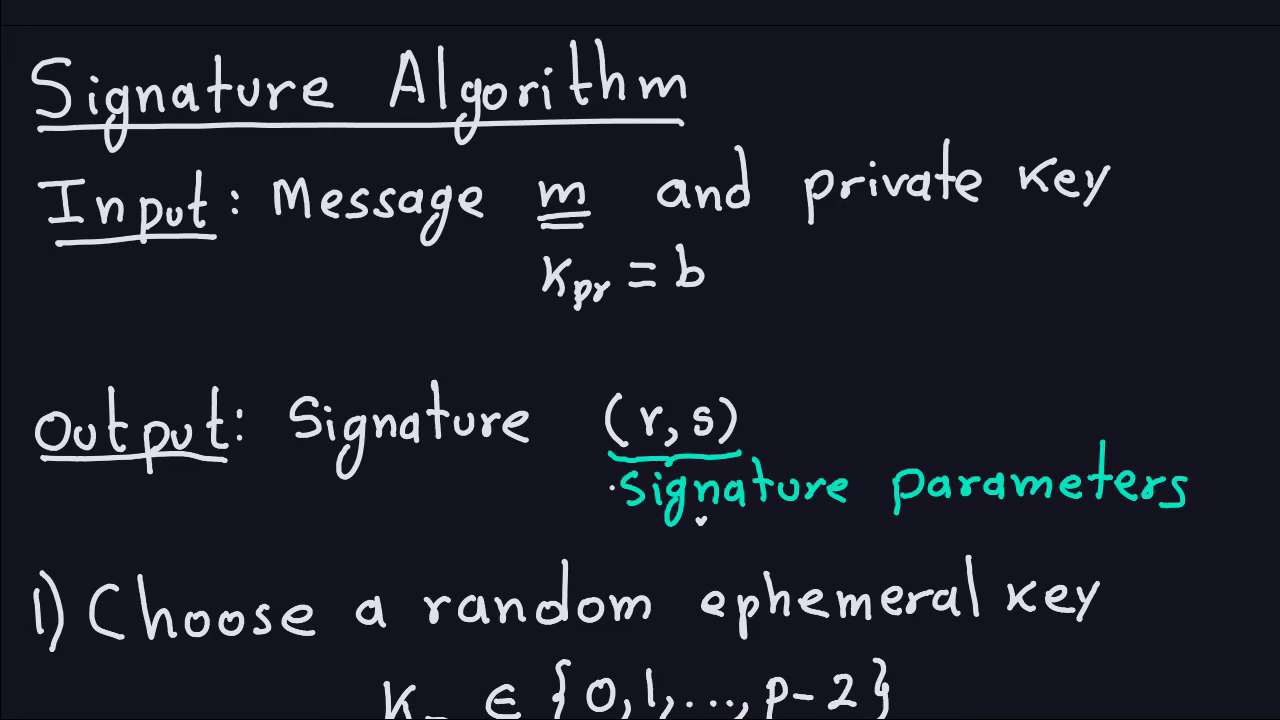 Signature Algorithm
Input: Message m and private key
Kpr = b
Output: Signature (r,s)
signature parameters
1) Choose a random ephemeral key
K ∈ {0,1,...,p-2}